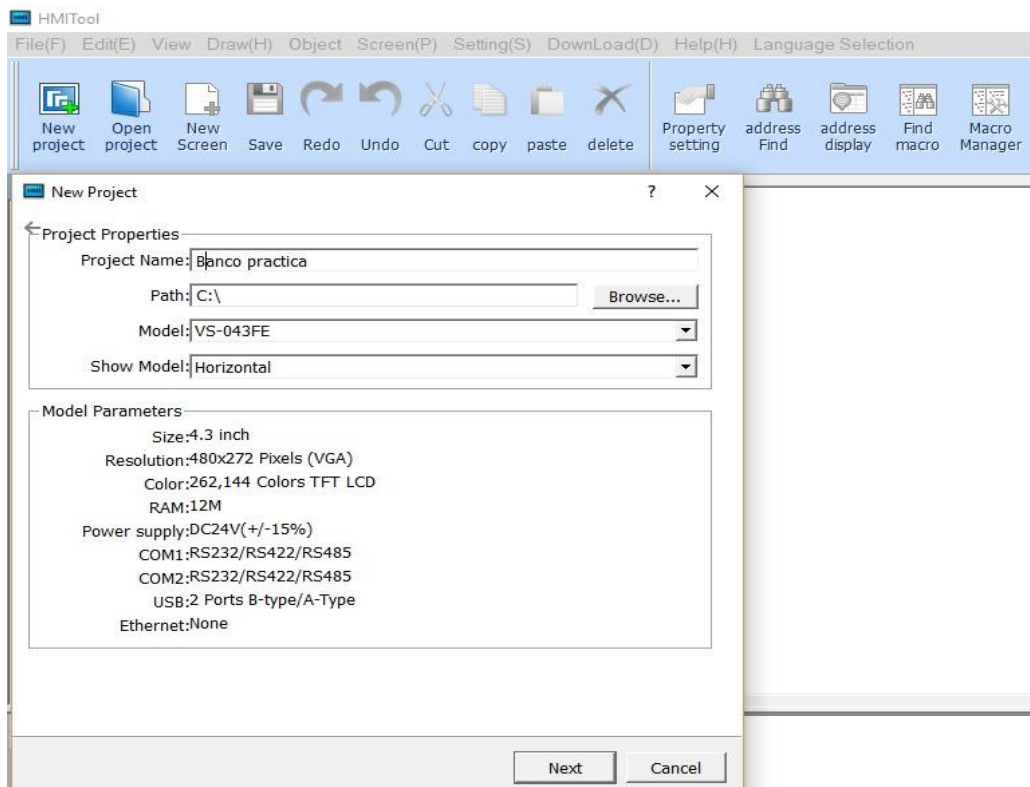 HMITool
File(F) Edit(E) View Draw(H) Object Screen(P) Setting(S) DownLoad(D) Help(H) Language Selection
New project Open project New Screen Save Redo Undo Cut copy paste delete Property setting address Find address display Find macro Macro Manager
New Project ?
Project Properties
Project Name: Banco practica
Path: C:\ Browse...
Model: VS-043FE
Show Model: Horizontal
Model Parameters
Size:4.3 inch
Resolution:480x272 Pixels (VGA)
Color:262,144 Colors TFT LCD
RAM:12M
Power supply:DC24V(+/-15%)
COM1:RS232/RS422/RS485
COM2:RS232/RS422/RS485
USB:2 Ports B-type/A-Type
Ethernet:None
Next Cancel